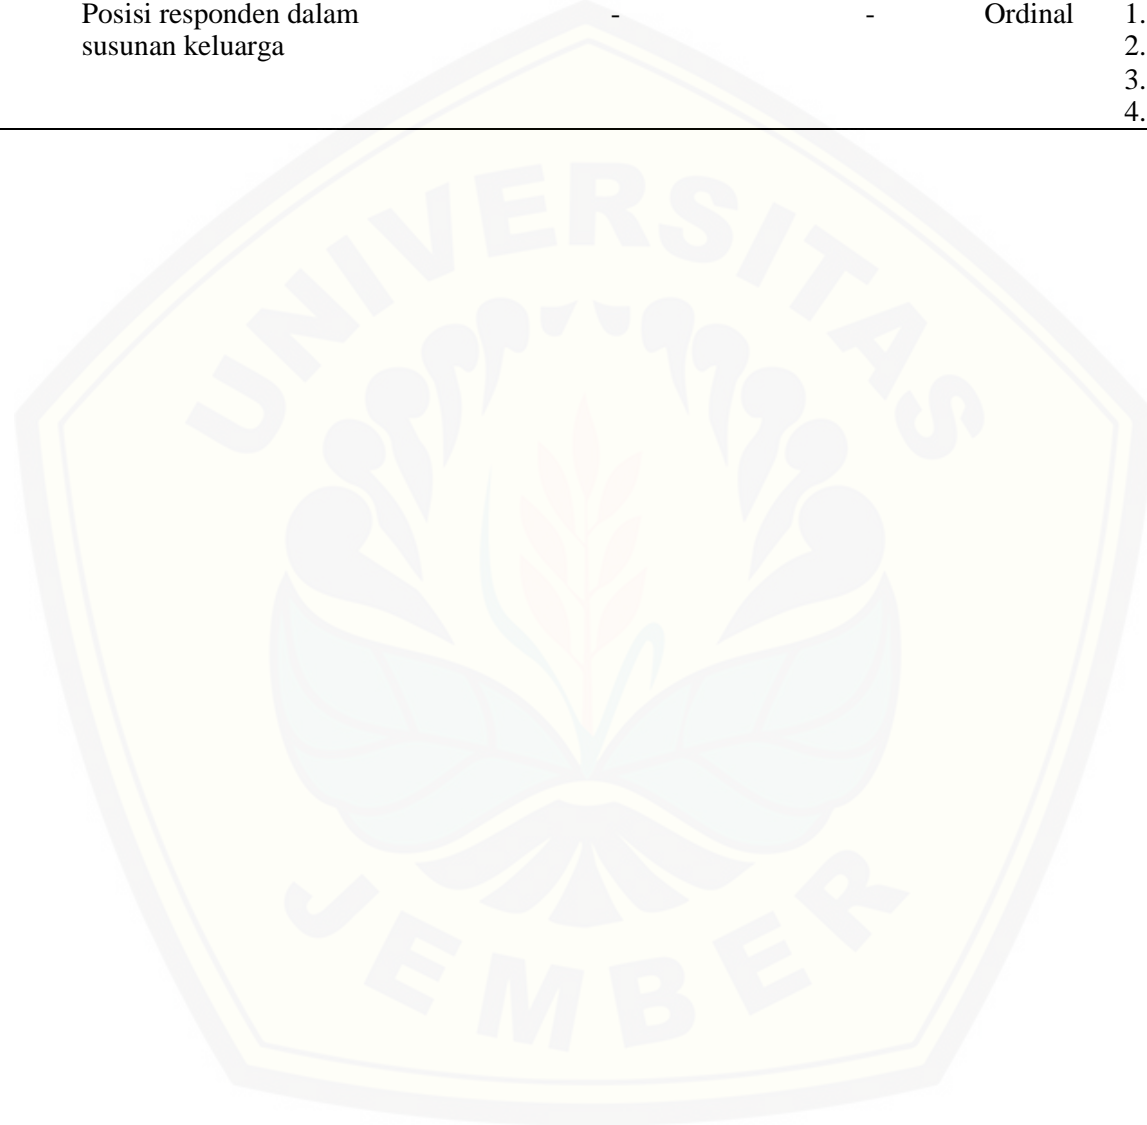 Posisi responden dalam - - Ordinal 1.
susunan keluarga 2.
3.
4.
UNIVERSITAS
JEMBER